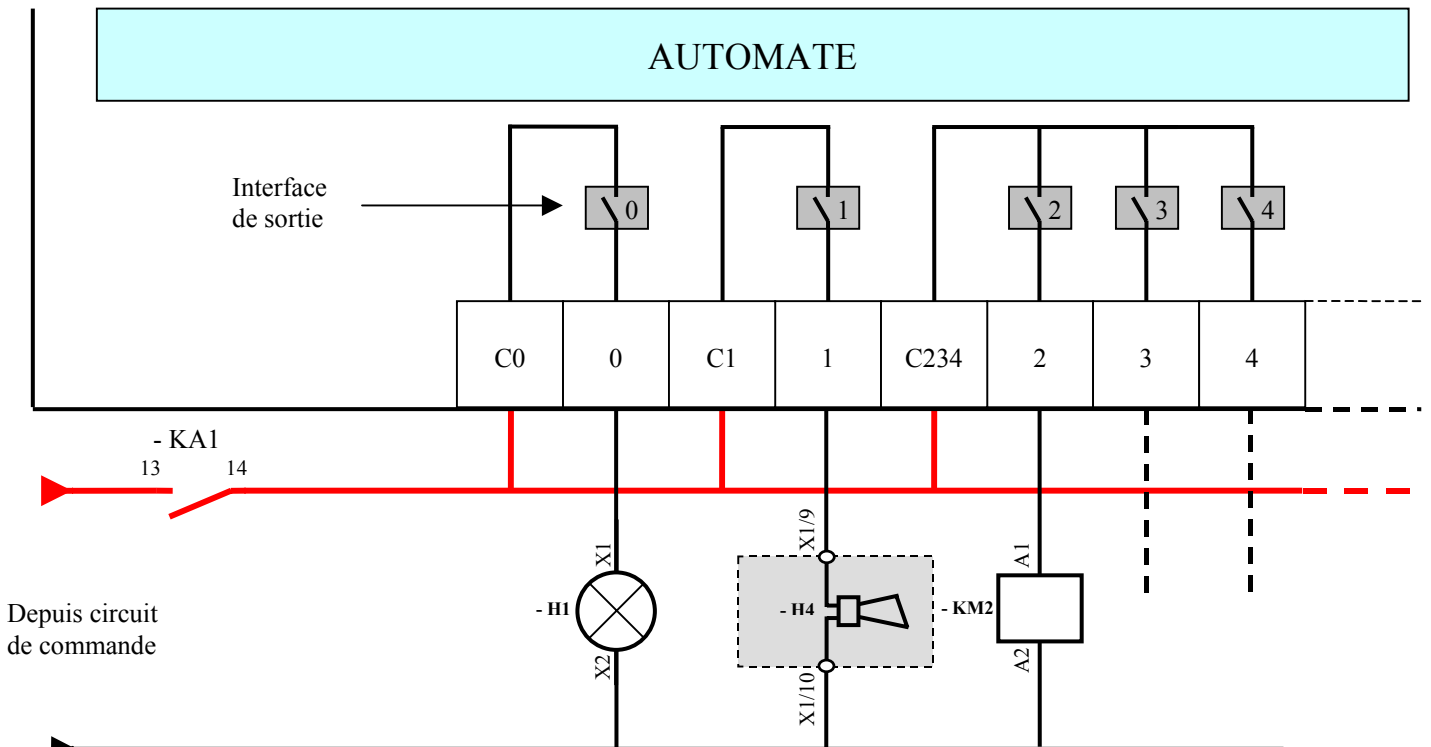 AUTOMATE
Interface
de sortie
0
1
2
3
4
C0
0
C1
1
C234
2
3
4
- KA1
13
14
X1
X1/9
A1
- H1
- H4
- KM2
Depuis circuit
de commande
X2
X1/10
A2